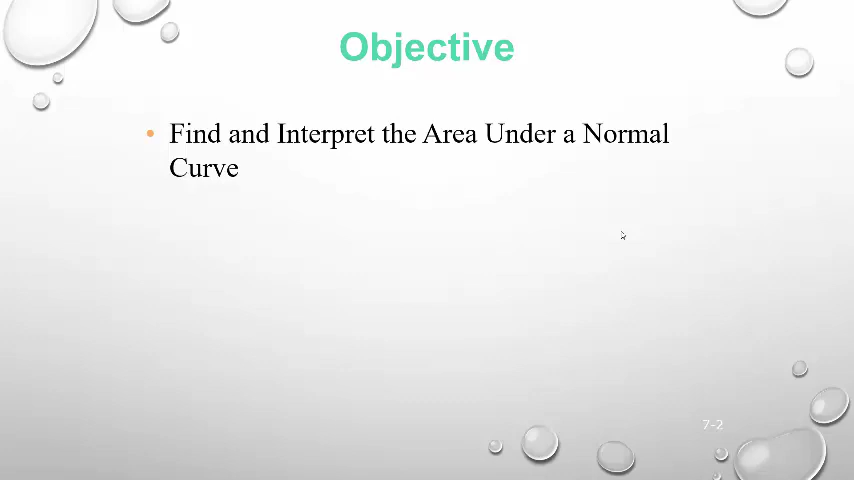 Objective
• Find and Interpret the Area Under a Normal
Curve
7-2